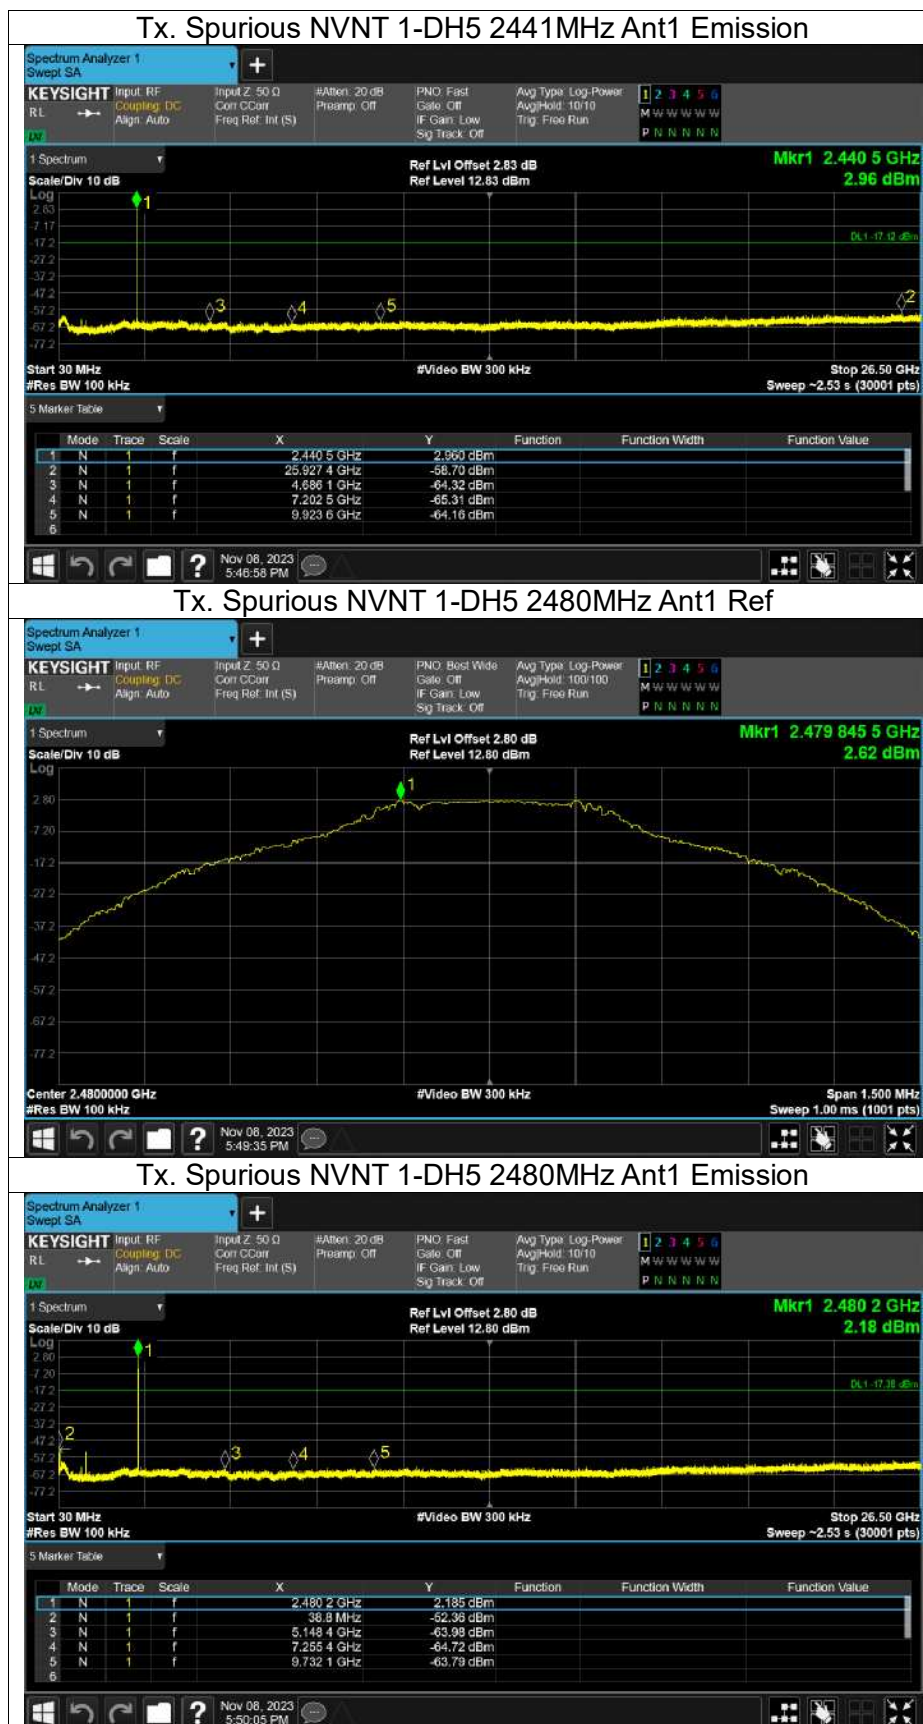 Tx. Spurious NVNT 1-DH5 2441MHz Ant1 Emission
Spectrum Analyzer 1
Swept SA
+
KEYSIGHT Input: RF Input Z: 50 Ω #Atten: 20 dB PNO: Fast Avg Type: Log-Power 1 2 3 4 5 6
RL Coupling: DC Corr CCorr Preamp: Off Gate: Off Avg|Hold: 10/10 M W W W W W
Align: Auto Freq Ref: Int (S) IF Gain: Low Trig: Free Run
Sig Track: Off P N N N N N
LXI
1 Spectrum Ref Lvl Offset 2.83 dB Mkr1 2.440 5 GHz
Scale/Div 10 dB Ref Level 12.83 dBm 2.96 dBm
Log
1
2.83
-7.17
-17.2 DL1 -17.12 dBm
-27.2
-37.2
-47.2
-57.2 3 4 5 2
-67.2
-77.2
Start 30 MHz #Video BW 300 kHz Stop 26.50 GHz
#Res BW 100 kHz Sweep ~2.53 s (30001 pts)
5 Marker Table
Mode Trace Scale X Y Function Function Width Function Value
1 N 1 f 2.440 5 GHz 2.960 dBm
2 N 1 f 25.927 4 GHz -58.70 dBm
3 N 1 f 4.686 1 GHz -64.32 dBm
4 N 1 f 7.202 5 GHz -65.31 dBm
5 N 1 f 9.923 6 GHz -64.16 dBm
6
? Nov 08, 2023
5:46:58 PM
Tx. Spurious NVNT 1-DH5 2480MHz Ant1 Ref
Spectrum Analyzer 1
Swept SA
+
KEYSIGHT Input: RF Input Z: 50 Ω #Atten: 20 dB PNO: Best Wide Avg Type: Log-Power 1 2 3 4 5 6
RL Coupling: DC Corr CCorr Preamp: Off Gate: Off Avg|Hold: 100/100 M W W W W W
Align: Auto Freq Ref: Int (S) IF Gain: Low Trig: Free Run
Sig Track: Off P N N N N N
LXI
1 Spectrum Ref Lvl Offset 2.80 dB Mkr1 2.479 845 5 GHz
Scale/Div 10 dB Ref Level 12.80 dBm 2.62 dBm
Log
1
2.80
-7.20
-17.2
-27.2
-37.2
-47.2
-57.2
-67.2
-77.2
Center 2.4800000 GHz #Video BW 300 kHz Span 1.500 MHz
#Res BW 100 kHz Sweep 1.00 ms (1001 pts)
? Nov 08, 2023
5:49:35 PM
Tx. Spurious NVNT 1-DH5 2480MHz Ant1 Emission
Spectrum Analyzer 1
Swept SA
+
KEYSIGHT Input: RF Input Z: 50 Ω #Atten: 20 dB PNO: Fast Avg Type: Log-Power 1 2 3 4 5 6
RL Coupling: DC Corr CCorr Preamp: Off Gate: Off Avg|Hold: 10/10 M W W W W W
Align: Auto Freq Ref: Int (S) IF Gain: Low Trig: Free Run
Sig Track: Off P N N N N N
LXI
1 Spectrum Ref Lvl Offset 2.80 dB Mkr1 2.480 2 GHz
Scale/Div 10 dB Ref Level 12.80 dBm 2.18 dBm
Log
1
2.80
-7.20
-17.2 DL1 -17.38 dBm
-27.2
-37.2
-47.2 2
-57.2 3 4 5
-67.2
-77.2
Start 30 MHz #Video BW 300 kHz Stop 26.50 GHz
#Res BW 100 kHz Sweep ~2.53 s (30001 pts)
5 Marker Table
Mode Trace Scale X Y Function Function Width Function Value
1 N 1 f 2.480 2 GHz 2.185 dBm
2 N 1 f 38.8 MHz -52.36 dBm
3 N 1 f 5.148 4 GHz -63.98 dBm
4 N 1 f 7.255 4 GHz -64.72 dBm
5 N 1 f 9.732 1 GHz -63.79 dBm
6
? Nov 08, 2023
5:50:05 PM